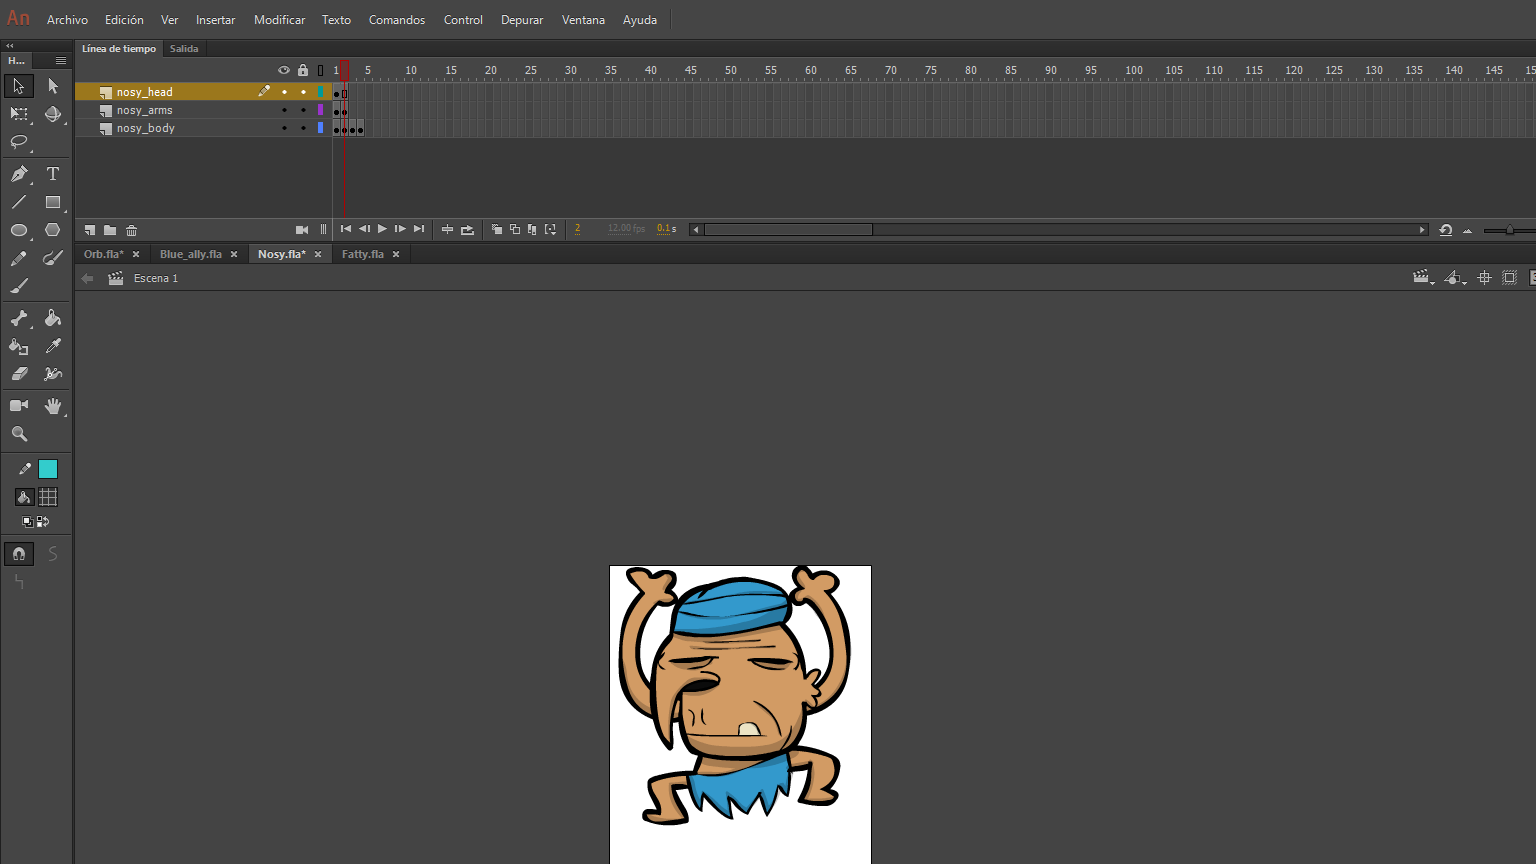 An Archivo Edición Ver Insertar Modificar Texto Comandos Control Depurar Ventana Ayuda
H...
Línea de tiempo Salida
1 5 10 15 20 25 30 35 40 45 50 55 60 65 70 75 80 85 90 95 100 105 110 115 120 125 130 135 140 145
nosy_head
nosy_arms
nosy_body
2 12.00 fps 0.1 s
Orb.fla* Blue_ally.fla Nosy.fla* Fatty.fla
Escena 1